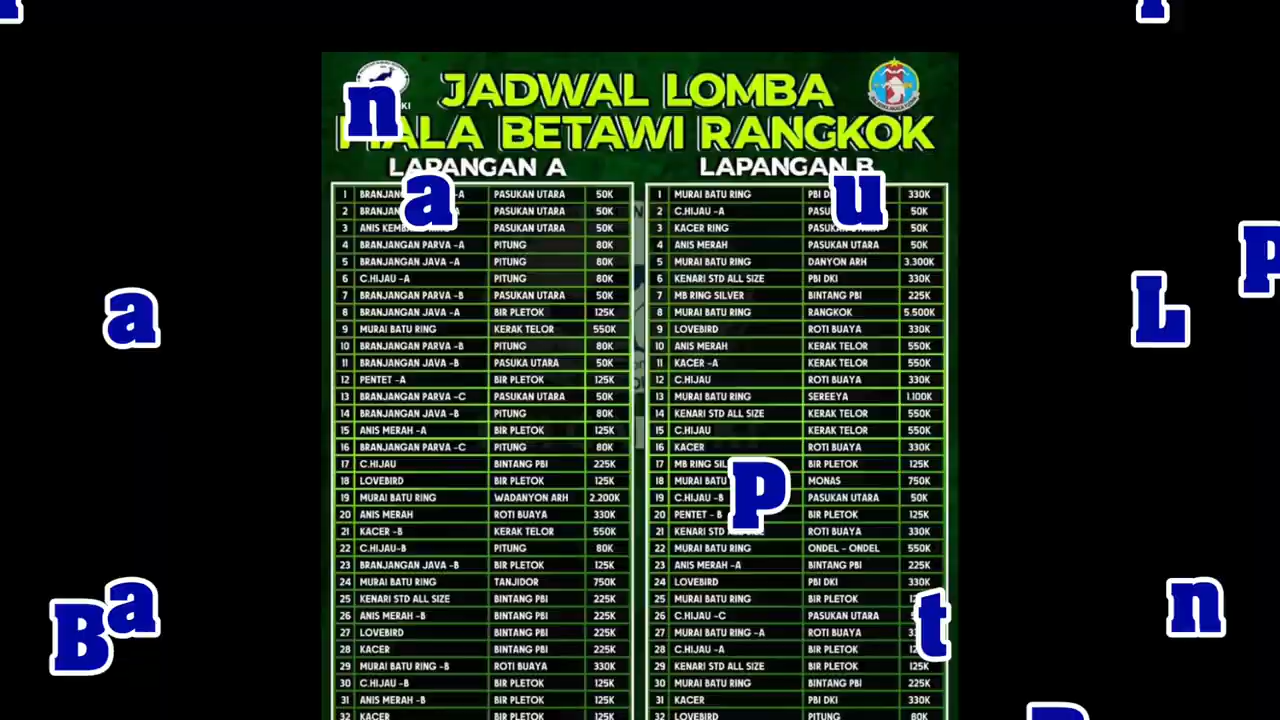 JADWAL LOMBA
PIALA BETAWI RANGKOK
LAPANGAN A
1 BRANJANGAN -A PASUKAN UTARA 50K
2 PASUKAN UTARA 50K
3 ANIS PASUKAN UTARA 50K
4 BRANJANGAN PARVA -A PITUNG 80K
5 BRANJANGAN JAVA -A PITUNG 80K
6 C.HIJAU -A PITUNG 80K
7 BRANJANGAN PARVA -B PASUKAN UTARA 50K
8 BRANJANGAN JAVA -A BIR PLETOK 125K
9 MURAI BATU RING KERAK TELOR 550K
10 BRANJANGAN PARVA -B PITUNG 80K
11 BRANJANGAN JAVA -B PASUKA UTARA 50K
12 PENTET -A BIR PLETOK 125K
13 BRANJANGAN PARVA -C PASUKAN UTARA 50K
14 BRANJANGAN JAVA -B PITUNG 80K
15 ANIS MERAH -A BIR PLETOK 125K
16 BRANJANGAN PARVA -C PITUNG 80K
17 C.HIJAU BINTANG PBI 225K
18 LOVEBIRD BIR PLETOK 125K
19 MURAI BATU RING WADANYON ARH 2.200K
20 ANIS MERAH ROTI BUAYA 330K
21 KACER -B KERAK TELOR 550K
22 C.HIJAU-B PITUNG 80K
23 BRANJANGAN JAVA -B BIR PLETOK 125K
24 MURAI BATU RING TANJIDOR 750K
25 KENARI STD ALL SIZE BINTANG PBI 225K
26 ANIS MERAH -B BINTANG PBI 225K
27 LOVEBIRD BINTANG PBI 225K
28 KACER BINTANG PBI 225K
29 MURAI BATU RING -B ROTI BUAYA 330K
30 C.HIJAU -B BIR PLETOK 125K
31 ANIS MERAH -B BIR PLETOK 125K
32 KACER BIR PLETOK 125K
LAPANGAN B
1 MURAI BATU RING PBI 330K
2 C.HIJAU -A 50K
3 KACER RING PASUKAN UTARA 50K
4 ANIS MERAH PASUKAN UTARA 50K
5 MURAI BATU RING DANYON ARH 3.300K
6 KENARI STD ALL SIZE PBI DKI 330K
7 MB RING SILVER BINTANG PBI 225K
8 MURAI BATU RING RANGKOK 5.500K
9 LOVEBIRD ROTI BUAYA 330K
10 ANIS MERAH KERAK TELOR 550K
11 KACER -A KERAK TELOR 550K
12 C.HIJAU ROTI BUAYA 330K
13 MURAI BATU RING SEREEYA 1.100K
14 KENARI STD ALL SIZE KERAK TELOR 550K
15 C.HIJAU KERAK TELOR 550K
16 KACER ROTI BUAYA 330K
17 MB RING BIR PLETOK 125K
18 MURAI BATU MONAS 750K
19 C.HIJAU -B PASUKAN UTARA 50K
20 PENTET - B BIR PLETOK 125K
21 KENARI STD ALL SIZE ROTI BUAYA 330K
22 MURAI BATU RING ONDEL - ONDEL 550K
23 ANIS MERAH -A BINTANG PBI 225K
24 LOVEBIRD PBI DKI 330K
25 MURAI BATU RING BIR PLETOK
26 C.HIJAU -C PASUKAN UTARA
27 MURAI BATU RING -A ROTI BUAYA
28 C.HIJAU -A BIR PLETOK
29 KENARI STD ALL SIZE BIR PLETOK 125K
30 MURAI BATU RING BINTANG PBI 225K
31 KACER PBI DKI 330K
32 LOVEBIRD PITUNG 80K
n
a
u
P
a
L
P
B
a
t
n